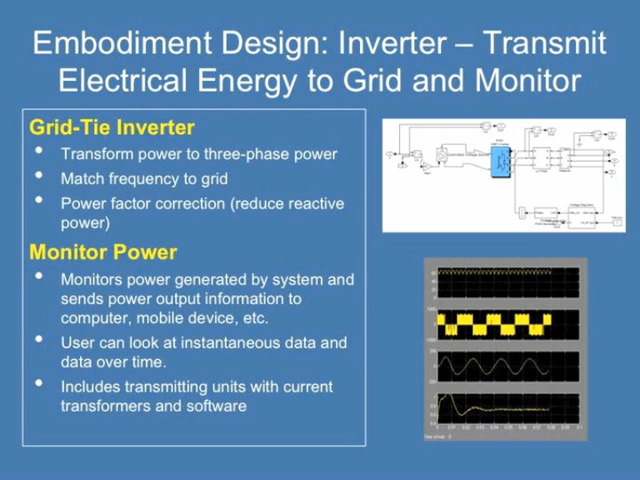 Embodiment Design: Inverter – Transmit
Electrical Energy to Grid and Monitor
Grid-Tie Inverter
Transform power to three-phase power
Match frequency to grid
Power factor correction (reduce reactive
power)
Monitor Power
Monitors power generated by system and
sends power output information to
computer, mobile device, etc.
User can look at instantaneous data and
data over time.
Includes transmitting units with current
transformers and software